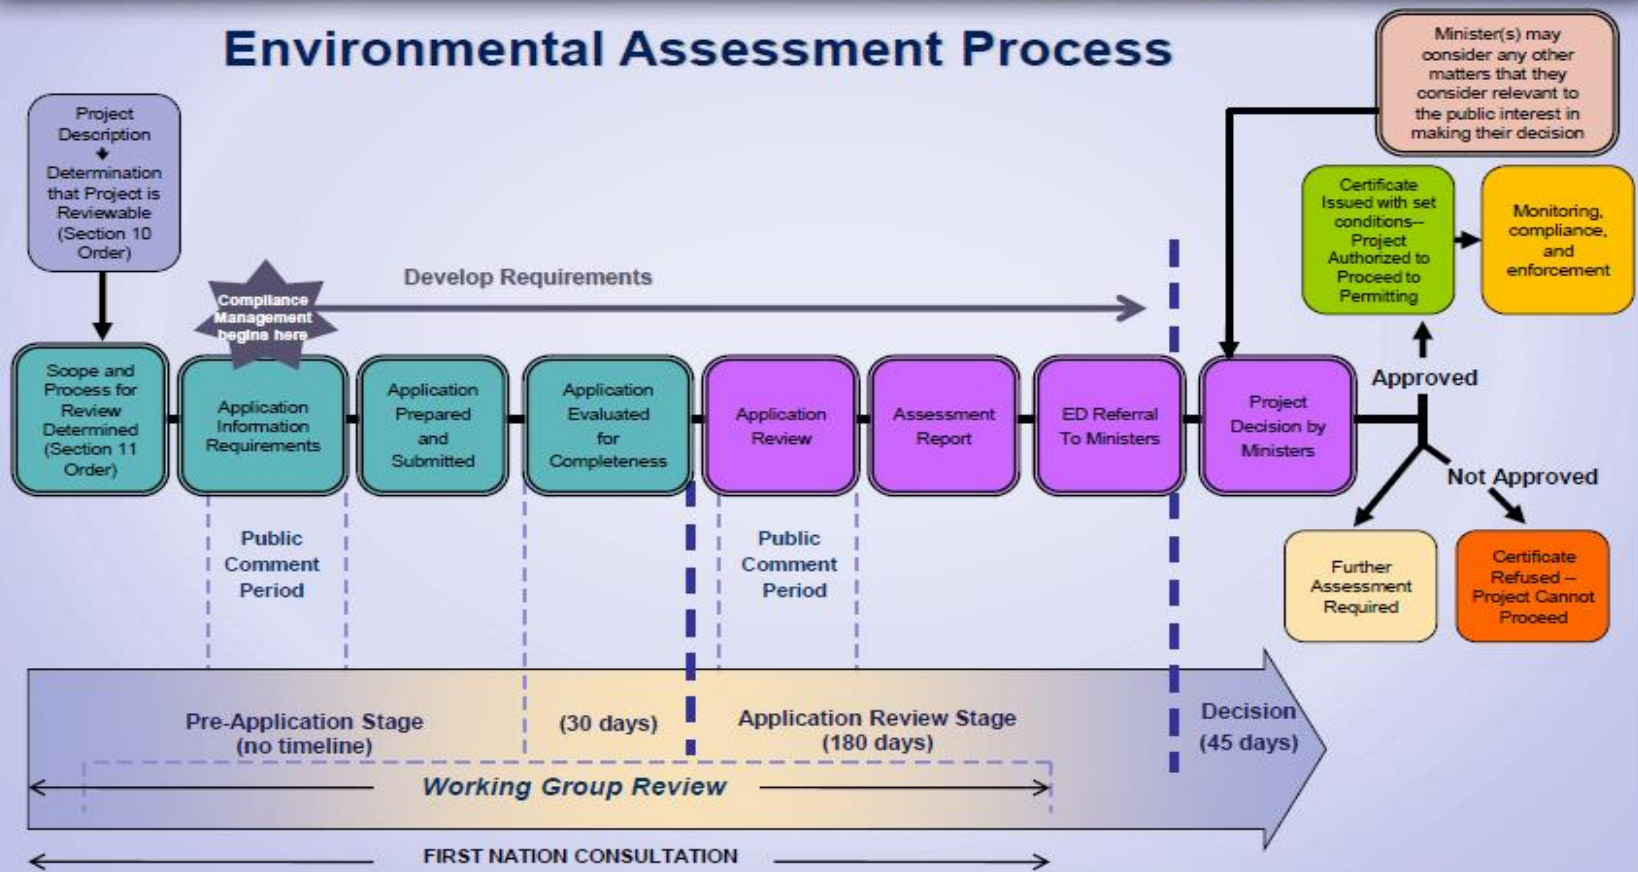 Environmental Assessment Process
Minister(s) may
consider any other
matters that they
consider relevant to
the public interest in
making their decision
Project
Description
Determination
that Project is
Reviewable
(Section 10
Order)
Certificate
Issued with set
conditions--
Project
Authorized to
Proceed to
Permitting
Monitoring,
compliance,
and
enforcement
Compliance
Management
begins here
Develop Requirements
Scope and
Process for
Review
Determined
(Section 11
Order)
Application
Information
Requirements
Application
Prepared
and
Submitted
Application
Evaluated
for
Completeness
Application
Review
Assessment
Report
ED Referral
To Ministers
Project
Decision by
Ministers
Approved
Not Approved
Further
Assessment
Required
Certificate
Refused –
Project Cannot
Proceed
Public
Comment
Period
Public
Comment
Period
Pre-Application Stage
(no timeline)
(30 days)
Application Review Stage
(180 days)
Decision
(45 days)
Working Group Review
FIRST NATION CONSULTATION